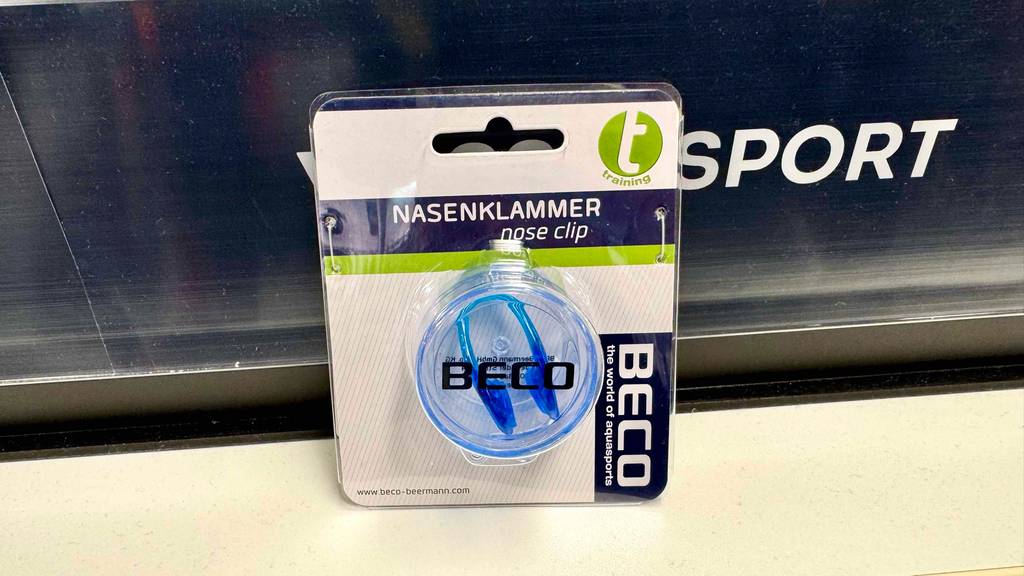 t
training
SPORT
NASENKLAMMER
nose clip
BECO
BECO
the world of aquasports
www.beco-beermann.com